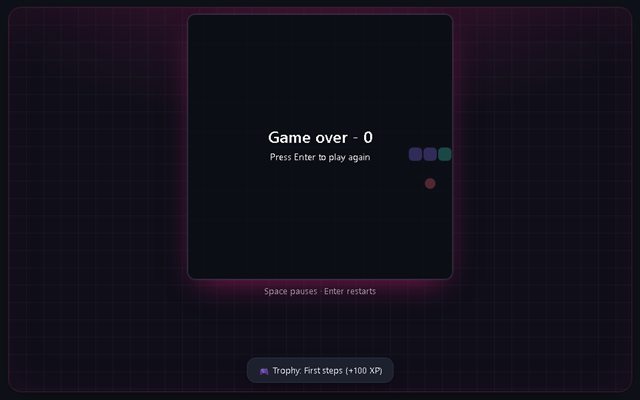 Game over - 0
Press Enter to play again
Space pauses · Enter restarts
Trophy: First steps (+100 XP)